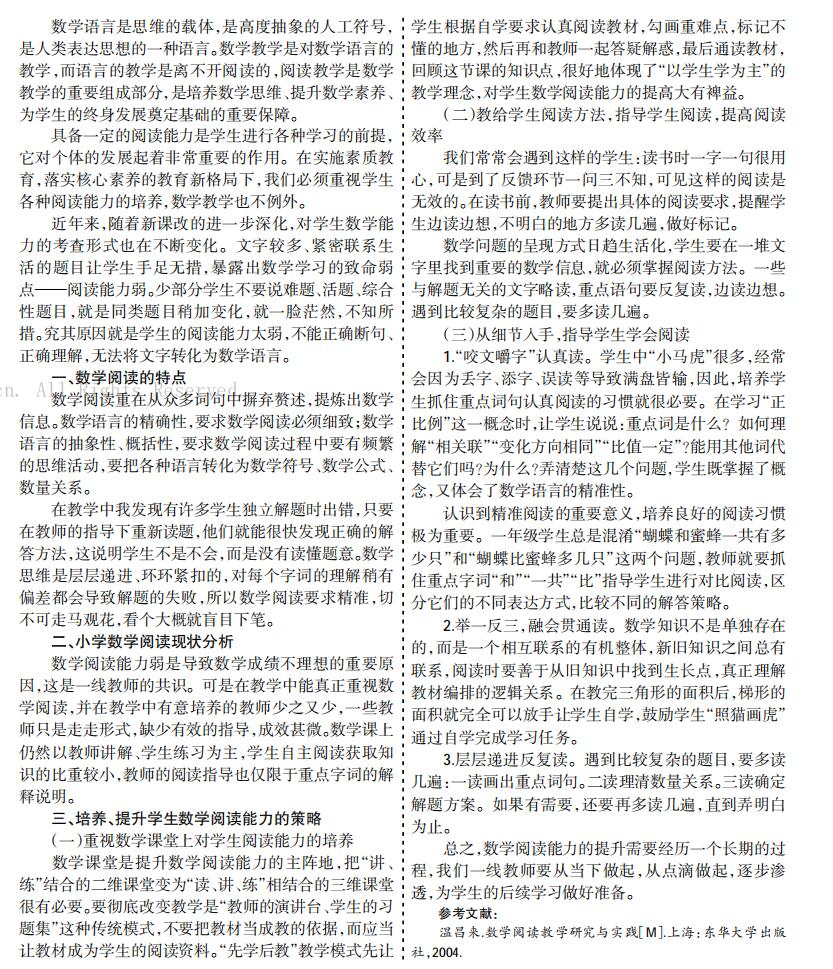 数学语言是思维的载体,是高度抽象的人工符号,
是人类表达思想的一种语言。数学教学是对数学语言的
教学,而语言的教学是离不开阅读的,阅读教学是数学
教学的重要组成部分,是培养数学思维、提升数学素养、
为学生的终身发展奠定基础的重要保障。
具备一定的阅读能力是学生进行各种学习的前提,
它对个体的发展起着非常重要的作用。在实施素质教
育,落实核心素养的教育新格局下,我们必须重视学生
各种阅读能力的培养,数学教学也不例外。
近年来,随着新课改的进一步深化,对学生数学能
力的考查形式也在不断变化。文字较多、紧密联系生
活的题目让学生手足无措,暴露出数学学习的致命弱
点——阅读能力弱。少部分学生不要说难题、活题、综合
性题目,就是同类题目稍加变化,就一脸茫然,不知所
措。究其原因就是学生的阅读能力太弱,不能正确断句、
正确理解,无法将文字转化为数学语言。
一、数学阅读的特点
cn. All Rights Reserved
数学阅读重在从众多词句中摒弃赘述,提炼出数学
信息。数学语言的精确性,要求数学阅读必须细致;数学
语言的抽象性、概括性,要求数学阅读过程中要有频繁
的思维活动,要把各种语言转化为数学符号、数学公式、
数量关系。
在教学中我发现有许多学生独立解题时出错,只要
在教师的指导下重新读题,他们就能很快发现正确的解
答方法,这说明学生不是不会,而是没有读懂题意。数学
思维是层层递进、环环紧扣的,对每个字词的理解稍有
偏差都会导致解题的失败,所以数学阅读要求精准,切
不可走马观花,看个大概就盲目下笔。
二、小学数学阅读现状分析
数学阅读能力弱是导致数学成绩不理想的重要原
因,这是一线教师的共识。可是在教学中能真正重视数
学阅读,并在教学中有意培养的教师少之又少,一些教
师只是走走形式,缺少有效的指导,成效甚微。数学课上
仍然以教师讲解、学生练习为主,学生自主阅读获取知
识的比重较小,教师的阅读指导也仅限于重点字词的解
释说明。
三、培养、提升学生数学阅读能力的策略
(一)重视数学课堂上对学生阅读能力的培养
数学课堂是提升数学阅读能力的主阵地,把“讲、
练”结合的二维课堂变为“读、讲、练”相结合的三维课堂
很有必要。要彻底改变教学是“教师的演讲台、学生的习
题集”这种传统模式,不要把教材当成教的依据,而应当
让教材成为学生的阅读资料。“先学后教”教学模式先让
学生根据自学要求认真阅读教材,勾画重难点,标记不
懂的地方,然后再和教师一起答疑解惑,最后通读教材,
回顾这节课的知识点,很好地体现了“以学生学为主”的
教学理念,对学生数学阅读能力的提高大有裨益。
(二)教给学生阅读方法,指导学生阅读,提高阅读
效率
我们常常会遇到这样的学生:读书时一字一句很用
心,可是到了反馈环节一问三不知,可见这样的阅读是
无效的。在读书前,教师要提出具体的阅读要求,提醒学
生边读边想,不明白的地方多读几遍,做好标记。
数学问题的呈现方式日趋生活化,学生要在一堆文
字里找到重要的数学信息,就必须掌握阅读方法。一些
与解题无关的文字略读,重点语句要反复读,边读边想。
遇到比较复杂的题目,要多读几遍。
(三)从细节入手,指导学生学会阅读
1.“咬文嚼字”认真读。学生中“小马虎”很多,经常
会因为丢字、添字、误读等导致满盘皆输,因此,培养学
生抓住重点词句认真阅读的习惯就很必要。在学习“正
比例”这一概念时,让学生说说:重点词是什么?如何理
解“相关联”“变化方向相同”“比值一定”?能用其他词代
替它们吗?为什么?弄清楚这几个问题,学生既掌握了概
念,又体会了数学语言的精准性。
认识到精准阅读的重要意义,培养良好的阅读习惯
极为重要。一年级学生总是混淆“蝴蝶和蜜蜂一共有多
少只”和“蝴蝶比蜜蜂多几只”这两个问题,教师就要抓
住重点字词“和”“一共”“比”指导学生进行对比阅读,区
分它们的不同表达方式,比较不同的解答策略。
2.举一反三,融会贯通读。数学知识不是单独存在
的,而是一个相互联系的有机整体,新旧知识之间总有
联系,阅读时要善于从旧知识中找到生长点,真正理解
教材编排的逻辑关系。在教完三角形的面积后,梯形的
面积就完全可以放手让学生自学,鼓励学生“照猫画虎”
通过自学完成学习任务。
3.层层递进反复读。遇到比较复杂的题目,要多读
几遍:一读画出重点词句。二读理清数量关系。三读确定
解题方案。如果有需要,还要再多读几遍,直到弄明白
为止。
总之,数学阅读能力的提升需要经历一个长期的过
程,我们一线教师要从当下做起,从点滴做起,逐步渗
透,为学生的后续学习做好准备。
参考文献:
温昌来.数学阅读教学研究与实践[M].上海:东华大学出版
社,2004.